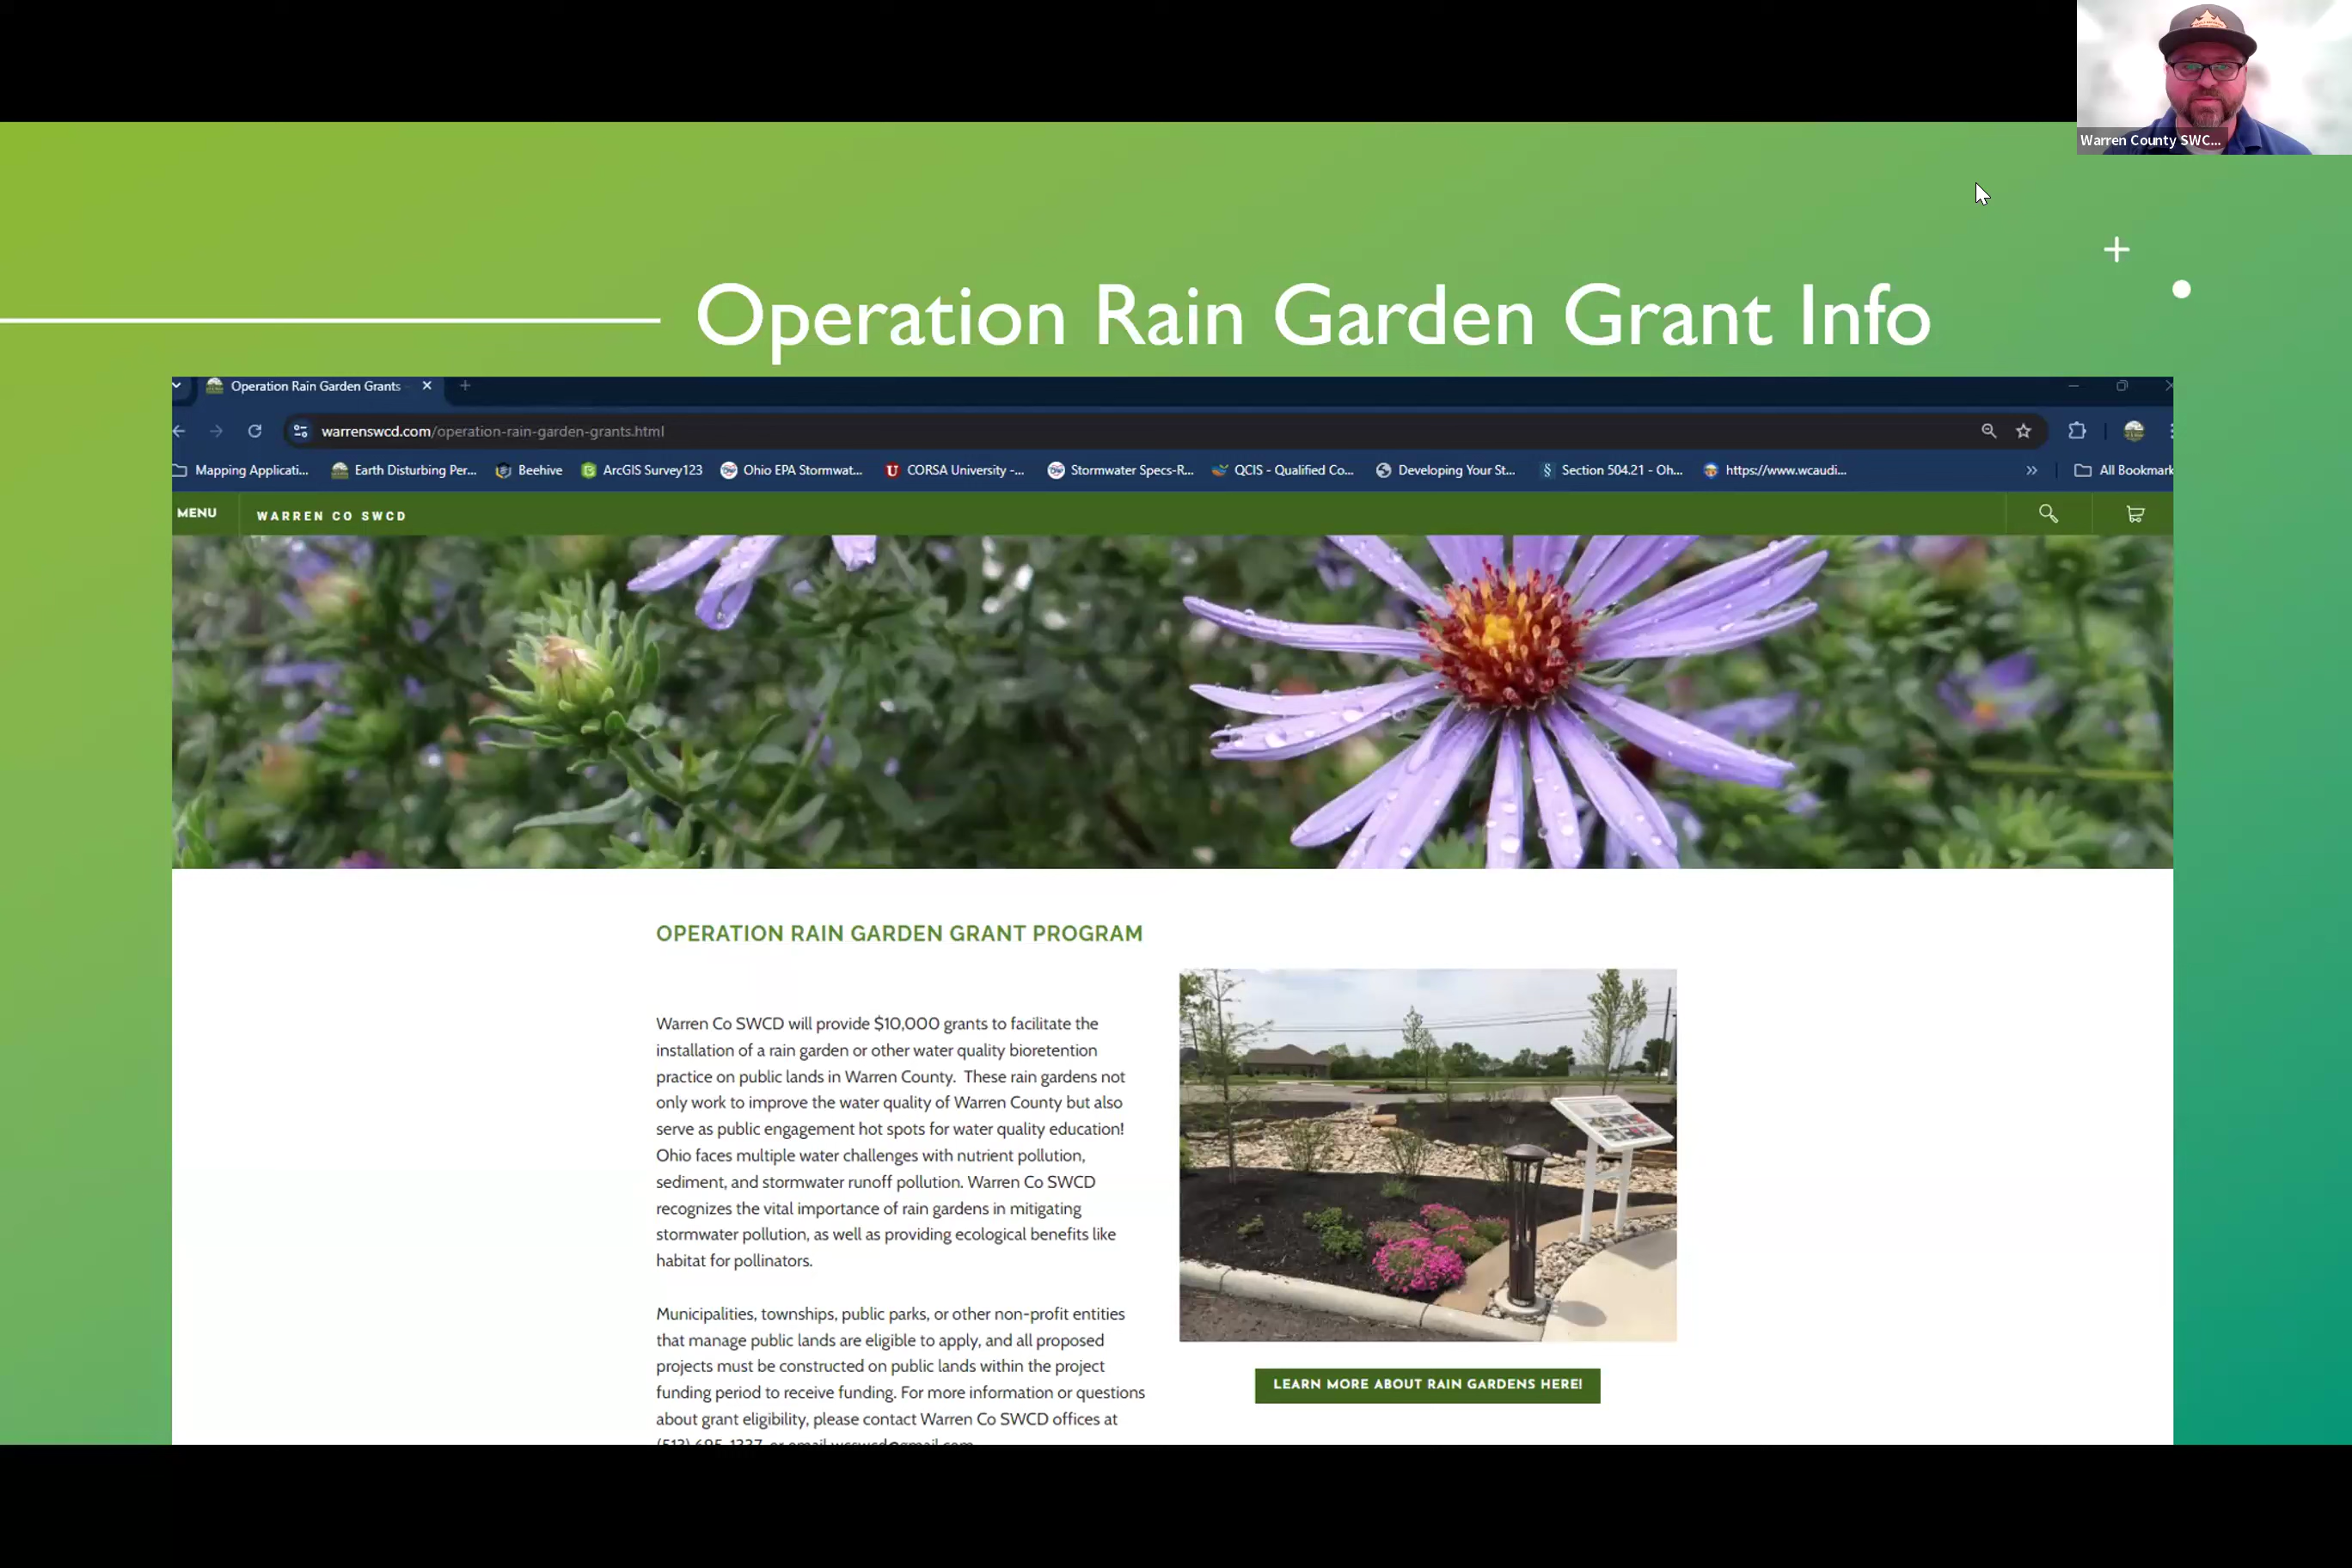 Warren County SWC...
Operation Rain Garden Grant Info
Operation Rain Garden Grants
warrenswcd.com/operation-rain-garden-grants.html
Mapping Applicati... Earth Disturbing Per... Beehive ArcGIS Survey123 Ohio EPA Stormwat... CORSA University -... Stormwater Specs-R... QCIS - Qualified Co... Developing Your St... § Section 504.21 - Oh... https://www.wcaudi... » All Bookmark
MENU WARREN CO SWCD
OPERATION RAIN GARDEN GRANT PROGRAM
Warren Co SWCD will provide $10,000 grants to facilitate the
installation of a rain garden or other water quality bioretention
practice on public lands in Warren County. These rain gardens not
only work to improve the water quality of Warren County but also
serve as public engagement hot spots for water quality education!
Ohio faces multiple water challenges with nutrient pollution,
sediment, and stormwater runoff pollution. Warren Co SWCD
recognizes the vital importance of rain gardens in mitigating
stormwater pollution, as well as providing ecological benefits like
habitat for pollinators.
Municipalities, townships, public parks, or other non-profit entities
that manage public lands are eligible to apply, and all proposed
projects must be constructed on public lands within the project
funding period to receive funding. For more information or questions
about grant eligibility, please contact Warren Co SWCD offices at
(513) 695-1337 or email wcswcd@gmail.com
LEARN MORE ABOUT RAIN GARDENS HERE!